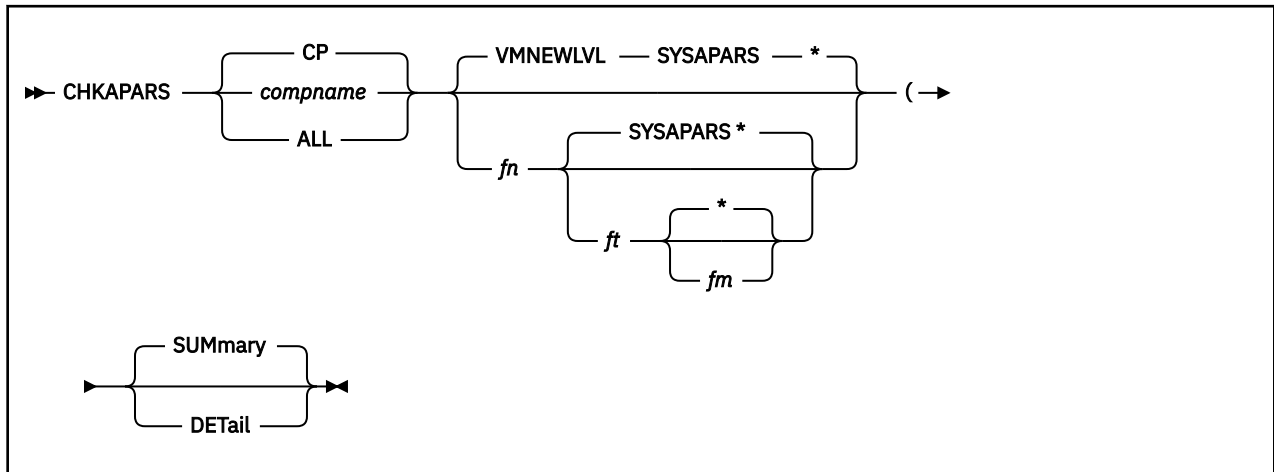 CP
VMNEWLVL SYSAPARS *
CHKAPARS compname (
SYSAPARS *
ALL
fn
*
ft
fm
SUMmary
DETail